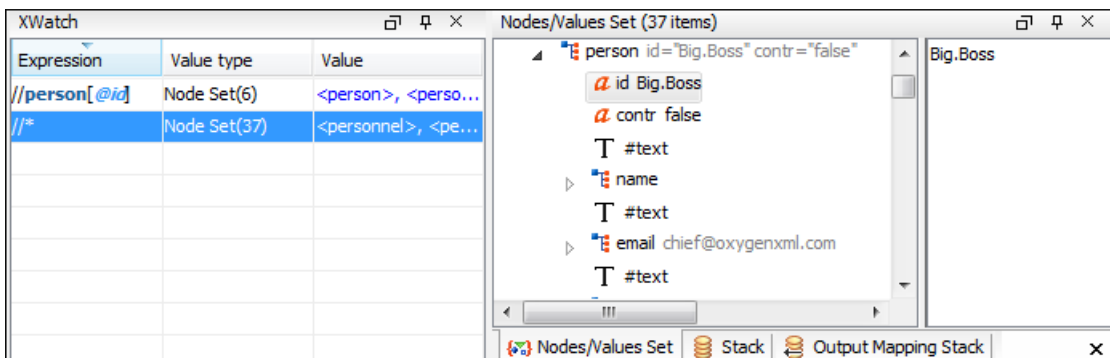 XWatch
Expression Value type Value
//person[@id] Node Set(6) <person>, <perso...
//* Node Set(37) <personnel>, <pe...
Nodes/Values Set (37 items)
person id="Big.Boss" contr="false"
a id Big.Boss
a contr false
T #text
name
T #text
email chief@oxygenxml.com
T #text
Big.Boss
Nodes/Values Set Stack Output Mapping Stack